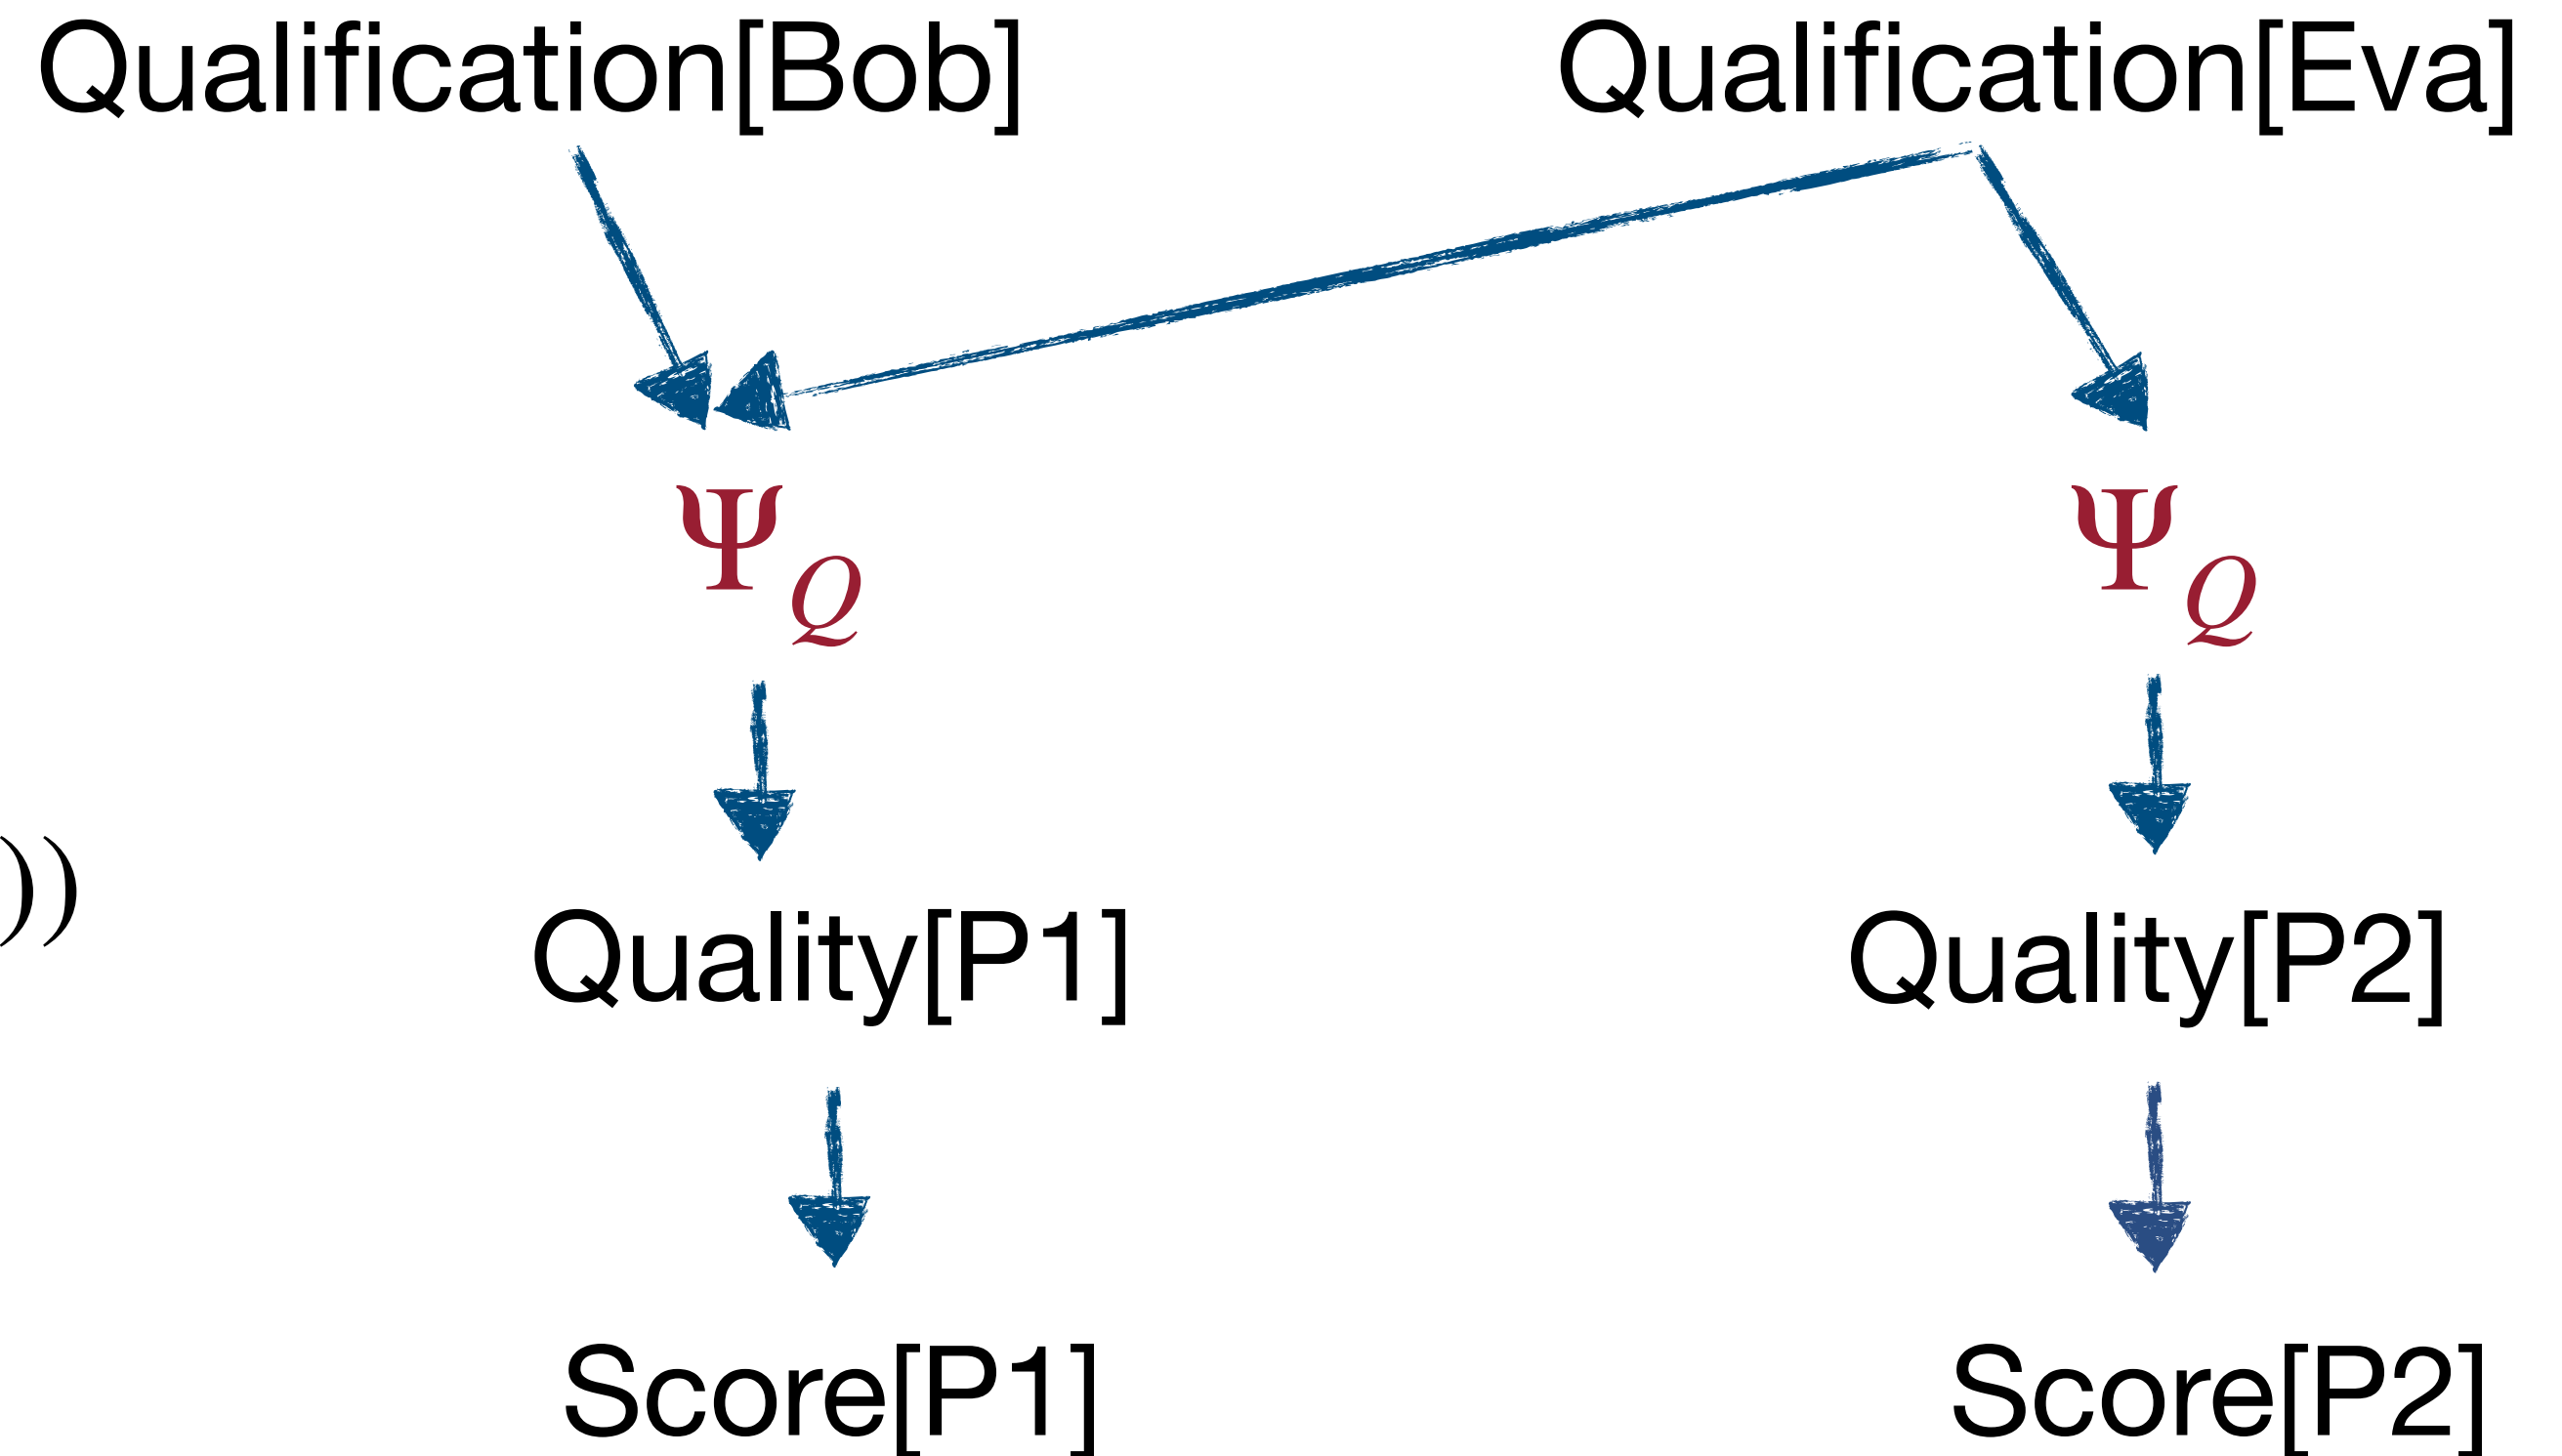 Qualification[Bob] Qualification[Eva]
Ψ_Q Ψ_Q
))
Quality[P1] Quality[P2]
Score[P1] Score[P2]